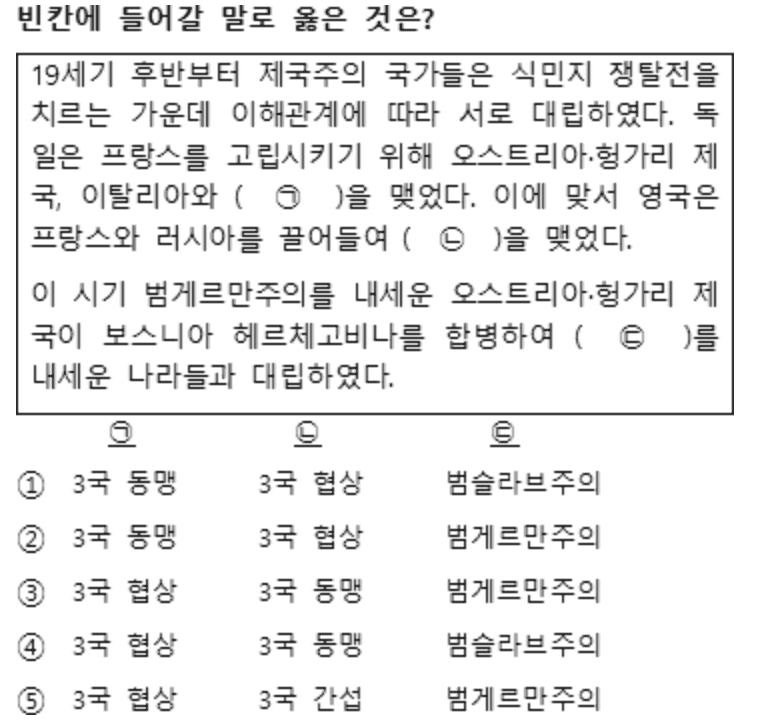 빈칸에 들어갈 말로 옳은 것은?
19세기 후반부터 제국주의 국가들은 식민지 쟁탈전을
치르는 가운데 이해관계에 따라 서로 대립하였다. 독
일은 프랑스를 고립시키기 위해 오스트리아·헝가리 제
국, 이탈리아와 ( ㉠ )을 맺었다. 이에 맞서 영국은
프랑스와 러시아를 끌어들여 ( ㉡ )을 맺었다.
이 시기 범게르만주의를 내세운 오스트리아·헝가리 제
국이 보스니아 헤르체고비나를 합병하여 ( ㉢ )를
내세운 나라들과 대립하였다.
㉠ ㉡ ㉢
① 3국 동맹 3국 협상 범슬라브주의
② 3국 동맹 3국 협상 범게르만주의
③ 3국 협상 3국 동맹 범게르만주의
④ 3국 협상 3국 동맹 범슬라브주의
⑤ 3국 협상 3국 간섭 범게르만주의